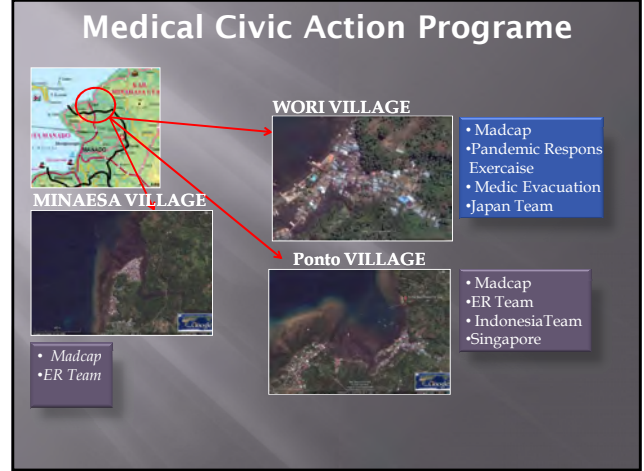 Medical Civic Action Programe
WORI VILLAGE
• Madcap
•Pandemic Respons
Exercaise
• Medic Evacuation
•Japan Team
MANADO
MINAESA VILLAGE
Ponto VILLAGE
• Madcap
•ER Team
• IndonesiaTeam
•Singapore
• Madcap
•ER Team